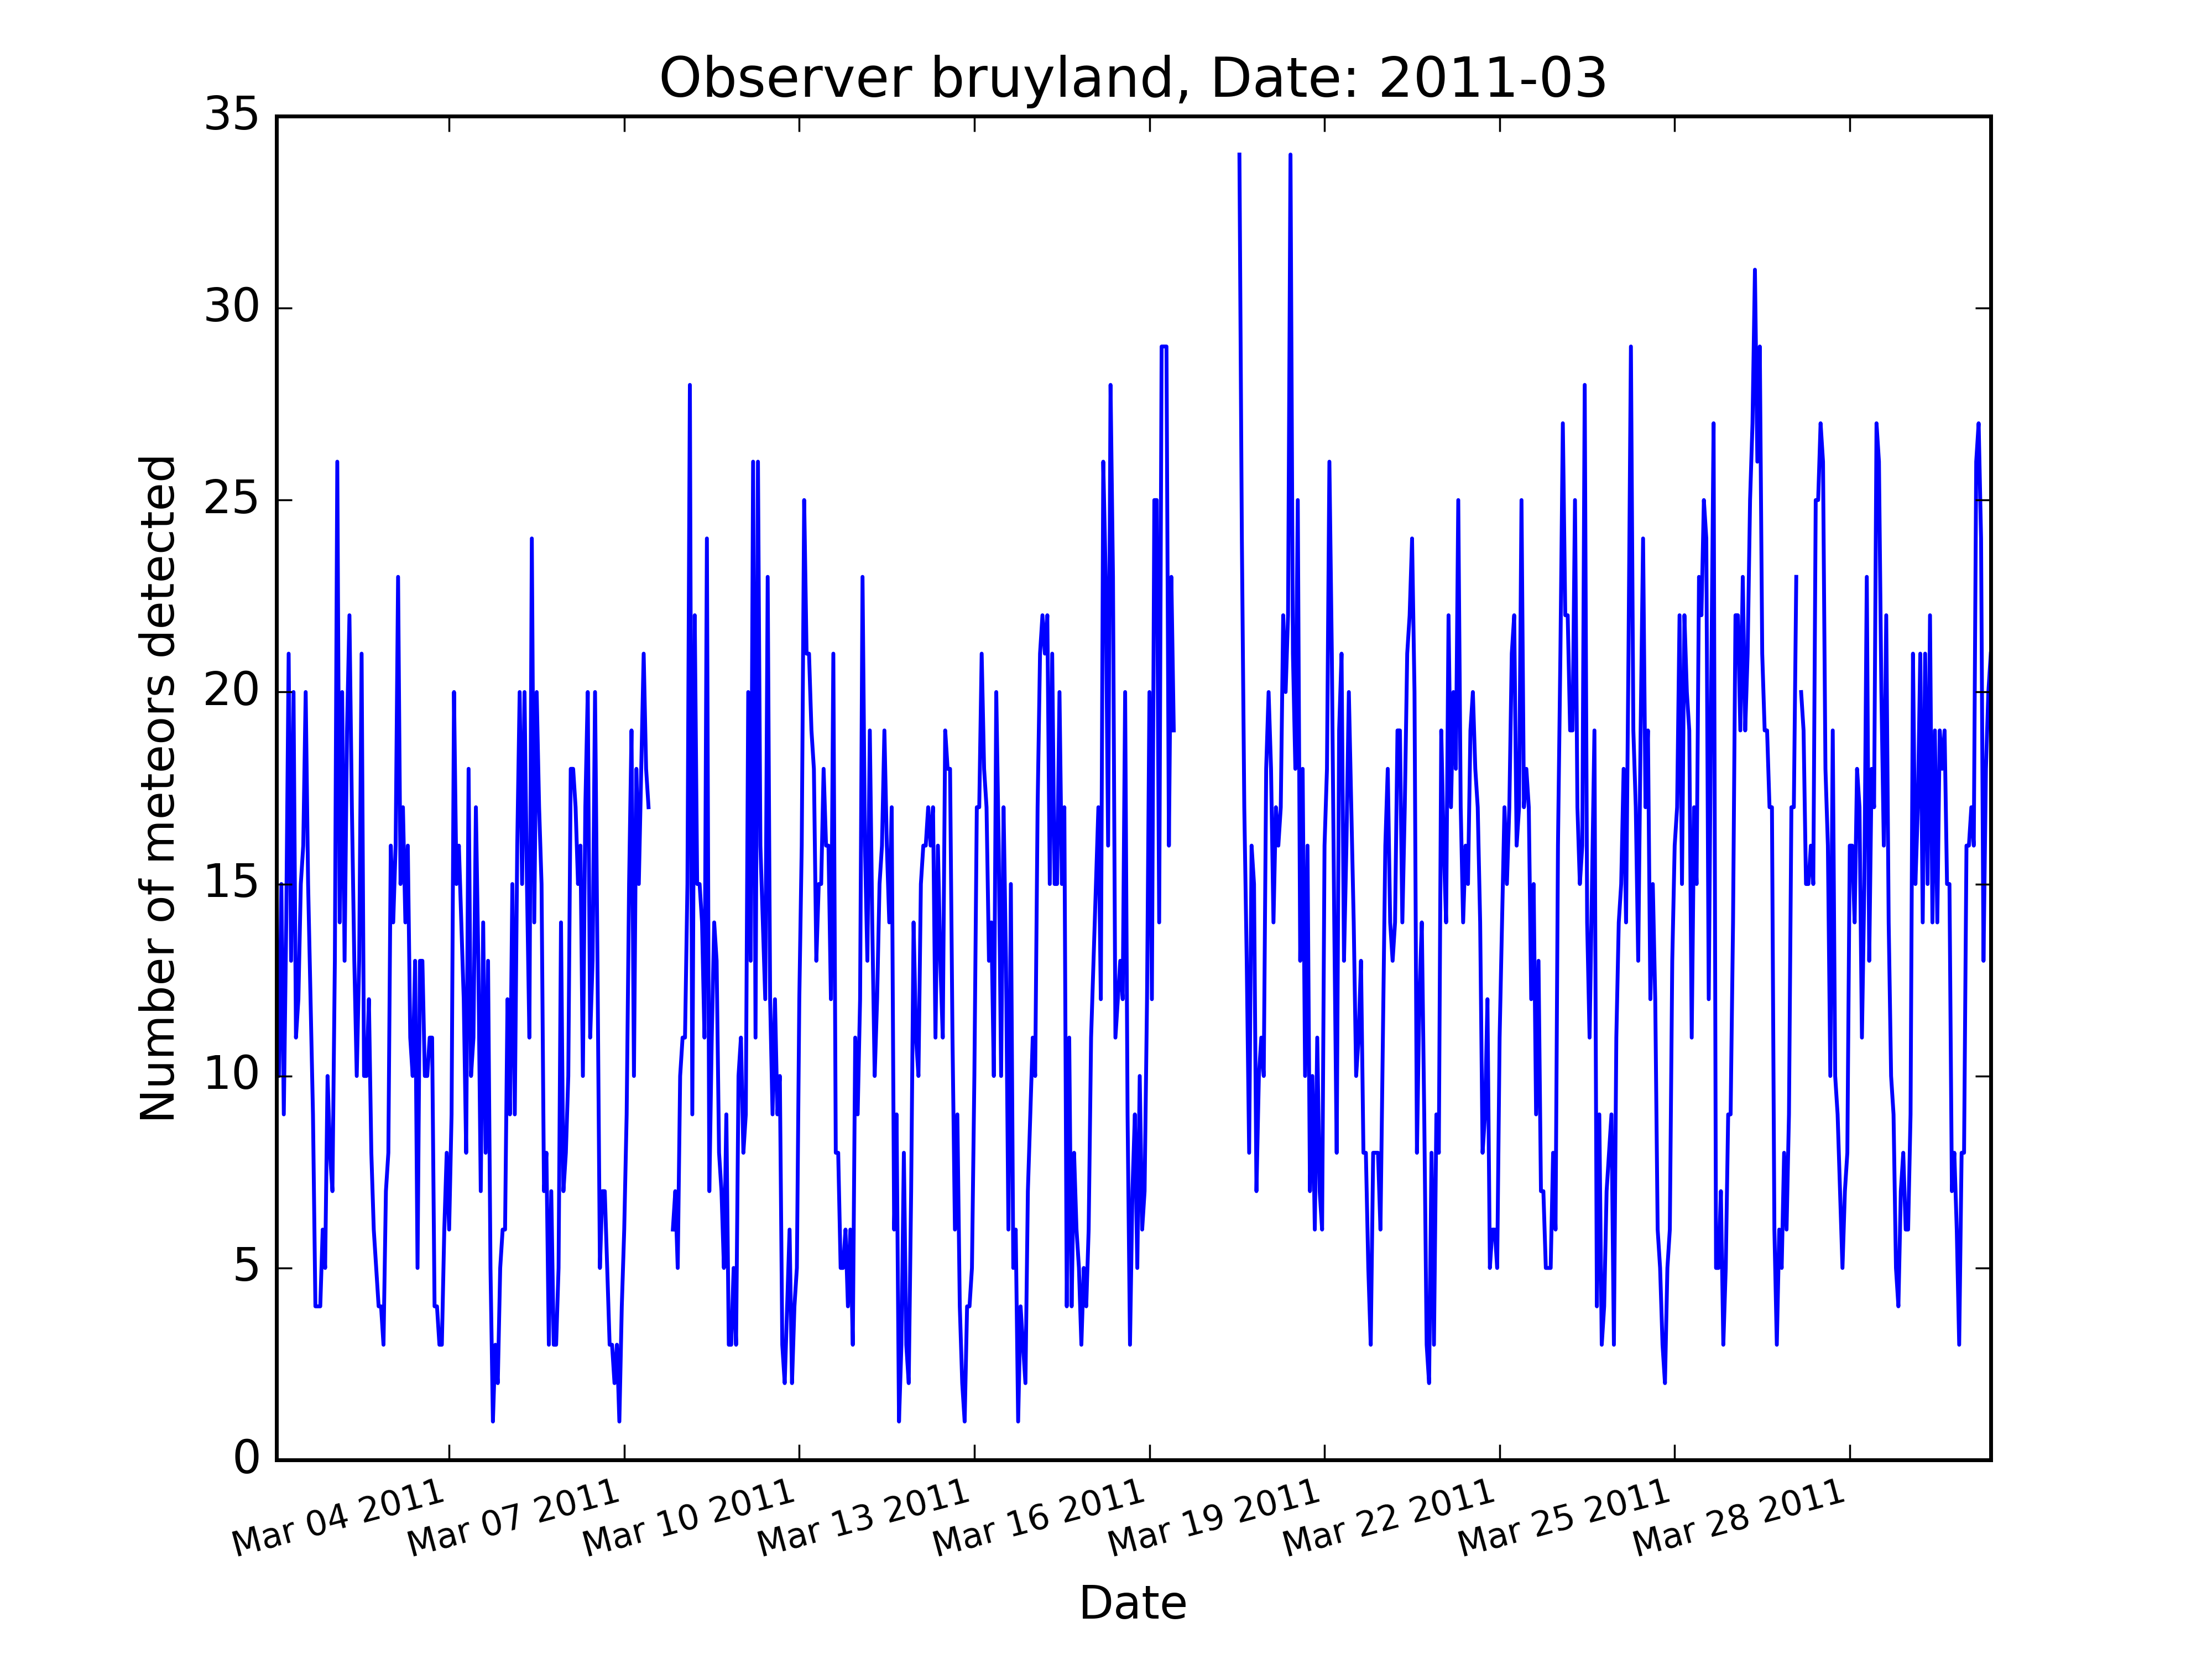 Observer bruyland, Date: 2011-03
35
30
25
20
15
10
5
0
Number of meteors detected
Mar 04 2011
Mar 07 2011
Mar 10 2011
Mar 13 2011
Mar 16 2011
Mar 19 2011
Mar 22 2011
Mar 25 2011
Mar 28 2011
Date